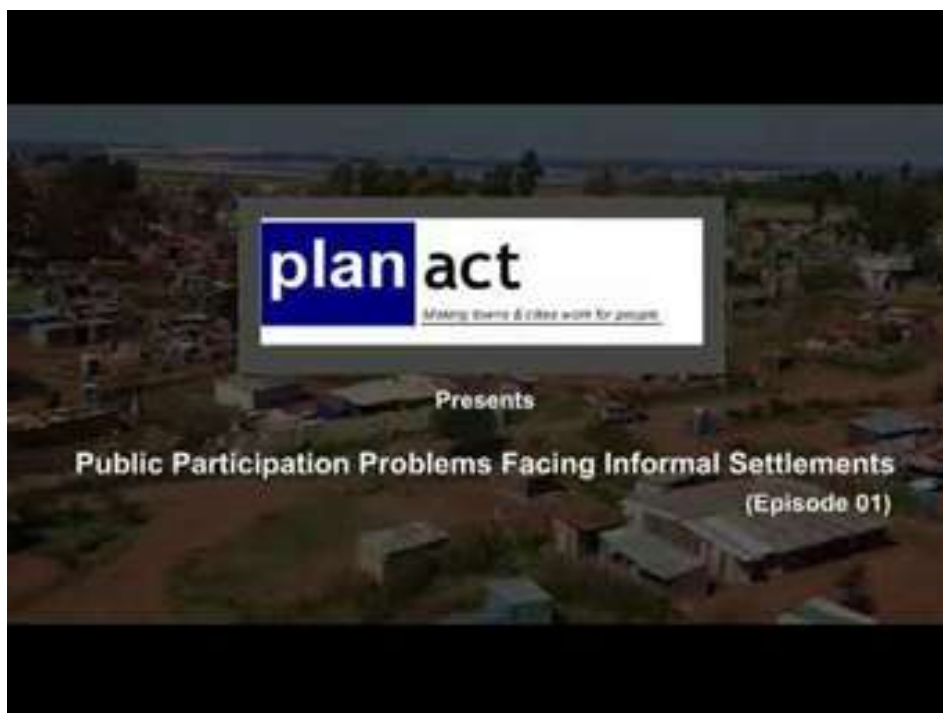 plan act
Making towns & cities work for people
Presents
Public Participation Problems Facing Informal Settlements
(Episode 01)